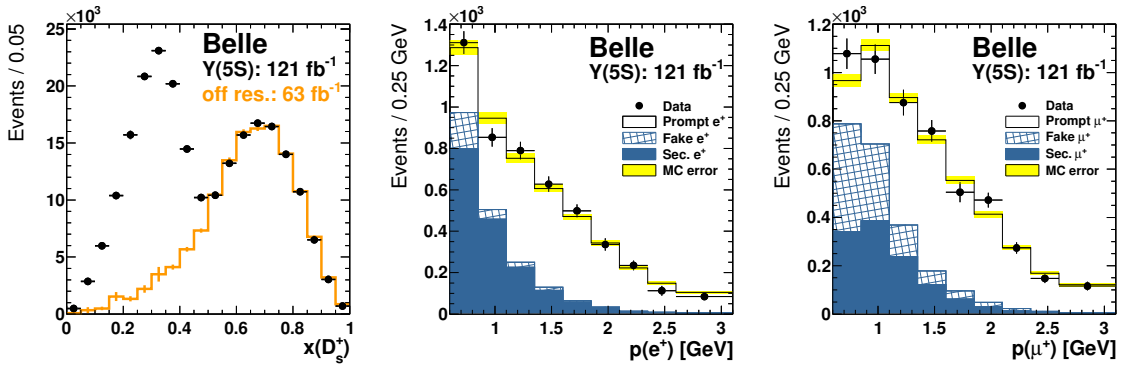 ×10³
Events / 0.05
25
20
15
10
5
0
0 0.2 0.4 0.6 0.8 1
x(D_s⁺)
Belle
Υ(5S): 121 fb⁻¹
off res.: 63 fb⁻¹
×10³
Events / 0.25 GeV
1.4
1.2
1.0
0.8
0.6
0.4
0.2
0.0
1 1.5 2 2.5 3
p(e⁺) [GeV]
Belle
Υ(5S): 121 fb⁻¹
Data
Prompt e⁺
Fake e⁺
Sec. e⁺
MC error
×10³
Events / 0.25 GeV
1.2
1.0
0.8
0.6
0.4
0.2
0.0
1 1.5 2 2.5 3
p(μ⁺) [GeV]
Belle
Υ(5S): 121 fb⁻¹
Data
Prompt μ⁺
Fake μ⁺
Sec. μ⁺
MC error